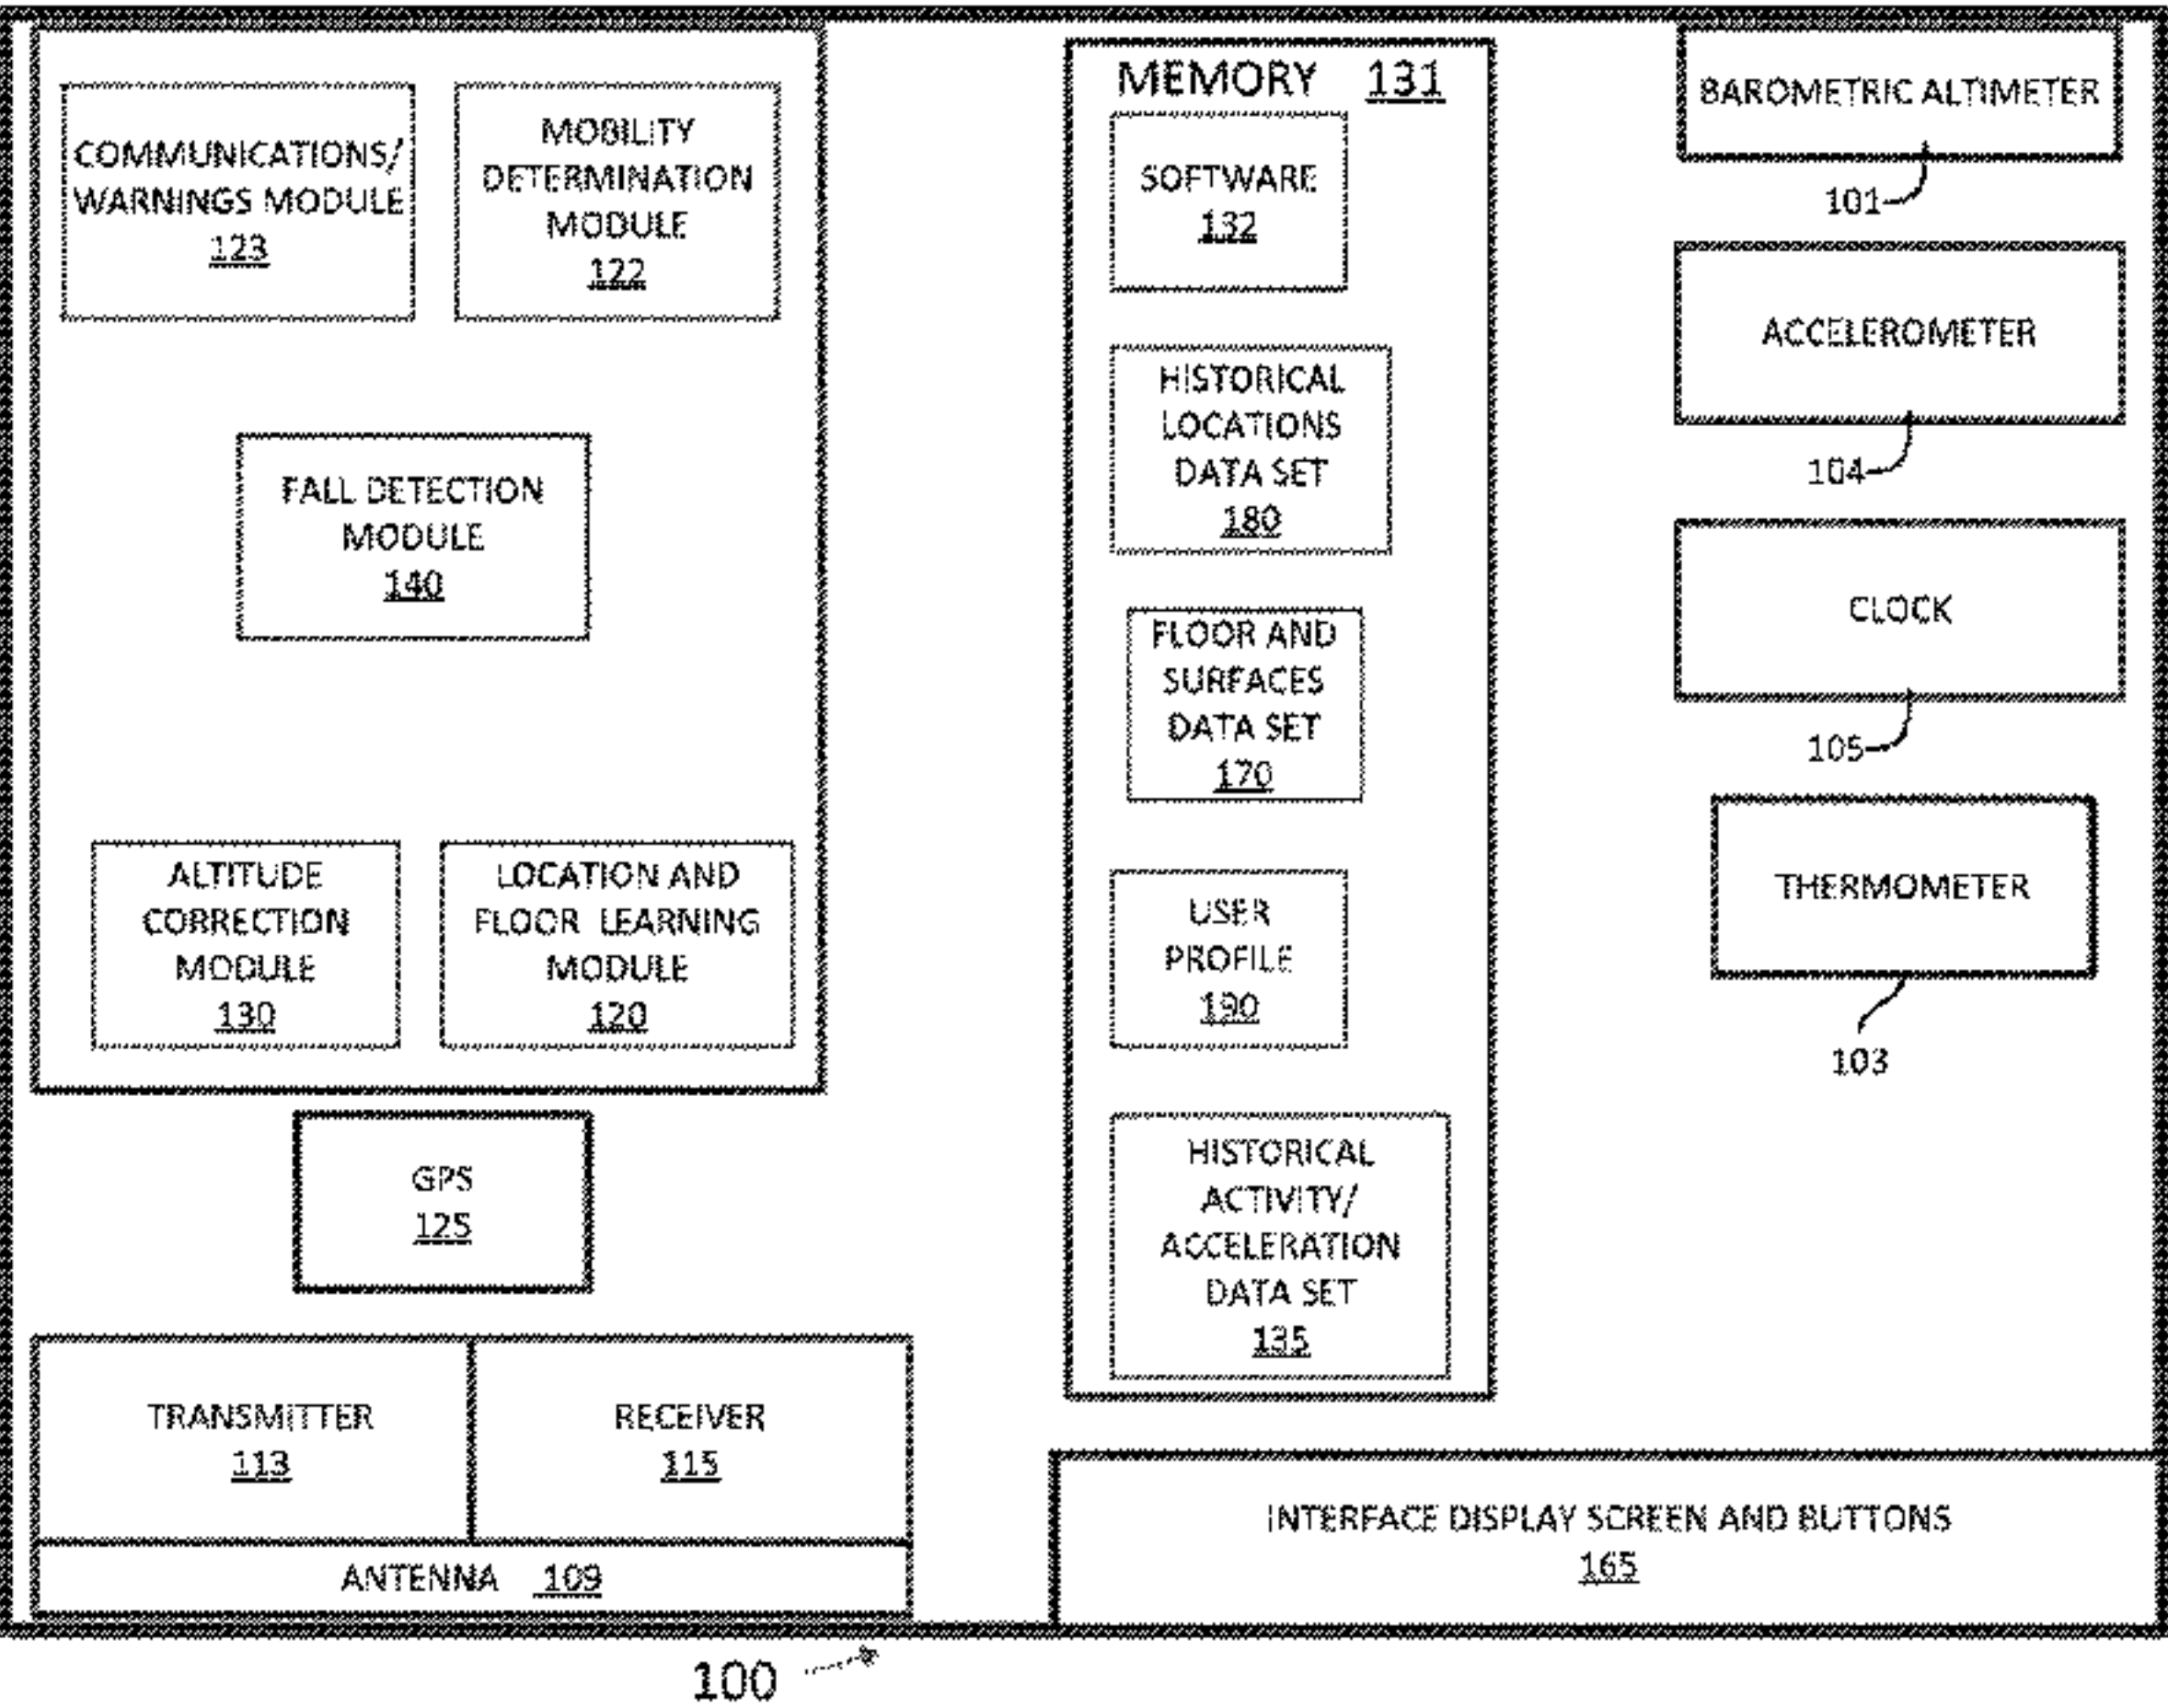 COMMUNICATIONS/
WARNINGS MODULE
123
MOBILITY
DETERMINATION
MODULE
122
FALL DETECTION
MODULE
140
ALTITUDE
CORRECTION
MODULE
130
LOCATION AND
FLOOR LEARNING
MODULE
120
GPS
125
TRANSMITTER
113
RECEIVER
115
ANTENNA 109
MEMORY 131
SOFTWARE
132
HISTORICAL
LOCATIONS
DATA SET
180
FLOOR AND
SURFACES
DATA SET
170
USER
PROFILE
190
HISTORICAL
ACTIVITY/
ACCELERATION
DATA SET
135
BAROMETRIC ALTIMETER
101
ACCELEROMETER
104
CLOCK
105
THERMOMETER
103
INTERFACE DISPLAY SCREEN AND BUTTONS
165
100